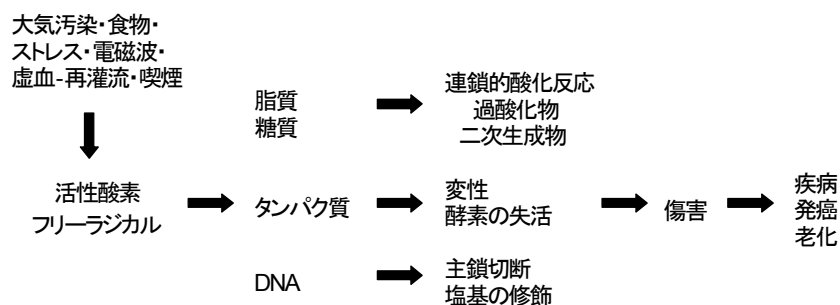 大気汚染・食物・
ストレス・電磁波・
虚血-再灌流・喫煙
活性酸素
フリーラジカル
脂質
糖質
連鎖的酸化反応
過酸化物
二次生成物
タンパク質
変性
酵素の失活
傷害
疾病
発癌
老化
DNA
主鎖切断
塩基の修飾